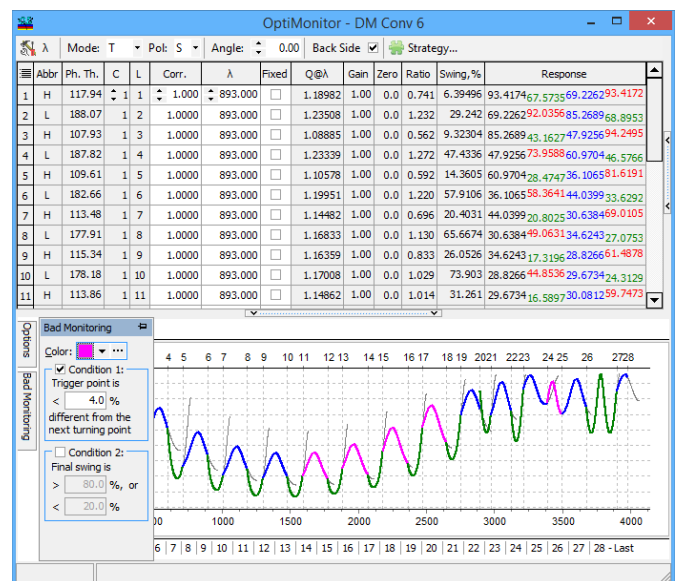 OptiMonitor - DM Conv 6
λ Mode: T Pol: S Angle: 0.00 Back Side Strategy...
Abbr Ph. Th. C L Corr. λ Fixed Q@λ Gain Zero Ratio Swing,% Response
1 H 117.94 1 1 1.000 893.000 1.18982 1.00 0.0 0.741 6.39496 93.4174 67.5735 69.2262 93.4172
2 L 188.07 1 2 1.0000 893.000 1.23508 1.00 0.0 1.232 29.242 69.2262 92.0356 85.2689 68.8953
3 H 107.93 1 3 1.0000 893.000 1.08885 1.00 0.0 0.562 9.32304 85.2689 43.1627 47.9256 94.2495
4 L 187.82 1 4 1.0000 893.000 1.23339 1.00 0.0 1.272 47.4336 47.9256 73.9588 60.9704 46.5766
5 H 109.61 1 5 1.0000 893.000 1.10578 1.00 0.0 0.592 14.3605 60.9704 28.4747 36.1065 81.6191
6 L 182.66 1 6 1.0000 893.000 1.19951 1.00 0.0 1.220 57.9106 36.1065 58.3641 44.0399 33.6292
7 H 113.48 1 7 1.0000 893.000 1.14482 1.00 0.0 0.696 20.4031 44.0399 20.8025 30.6384 69.0105
8 L 177.91 1 8 1.0000 893.000 1.16833 1.00 0.0 1.130 65.6674 30.6384 49.0631 34.6243 27.0753
9 H 115.34 1 9 1.0000 893.000 1.16359 1.00 0.0 0.833 26.0526 34.6243 17.3196 28.8266 61.4878
10 L 178.18 1 10 1.0000 893.000 1.17008 1.00 0.0 1.029 73.903 28.8266 44.8536 29.6734 24.3129
11 H 113.86 1 11 1.0000 893.000 1.14862 1.00 0.0 1.014 31.261 29.6734 16.5897 30.0812 59.7473
Options
Bad Monitoring
Bad Monitoring
Color:
Condition 1:
Trigger point is
< 4.0 %
different from the
next turning point
Condition 2:
Final swing is
> 80.0 %, or
< 20.0 %
4 5 6 7 8 9 10 11 12 13 14 15 16 17 18 19 20 21 22 23 24 25 26 27 28
00 1000 1500 2000 2500 3000 3500 4000
6 | 7 | 8 | 9 | 10 | 11 | 12 | 13 | 14 | 15 | 16 | 17 | 18 | 19 | 20 | 21 | 22 | 23 | 24 | 25 | 26 | 27 | 28 - Last